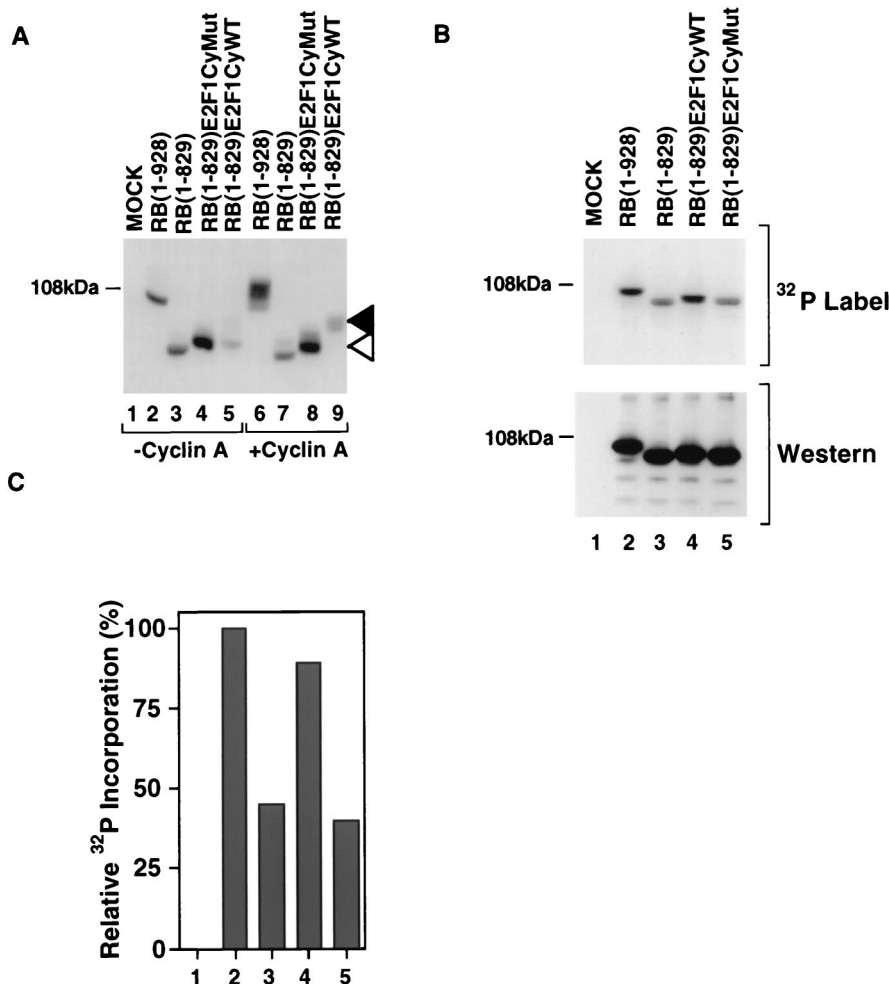 A
MOCK
RB(1-928)
RB(1-829)
RB(1-829)E2F1CyMut
RB(1-829)E2F1CyWT
RB(1-928)
RB(1-829)
RB(1-829)E2F1CyMut
RB(1-829)E2F1CyWT
108kDa
1 2 3 4 5 6 7 8 9
-Cyclin A +Cyclin A
B
MOCK
RB(1-928)
RB(1-829)
RB(1-829)E2F1CyWT
RB(1-829)E2F1CyMut
108kDa
32P Label
108kDa
Western
1 2 3 4 5
C
Relative 32P Incorporation (%)
100
75
50
25
0
1 2 3 4 5